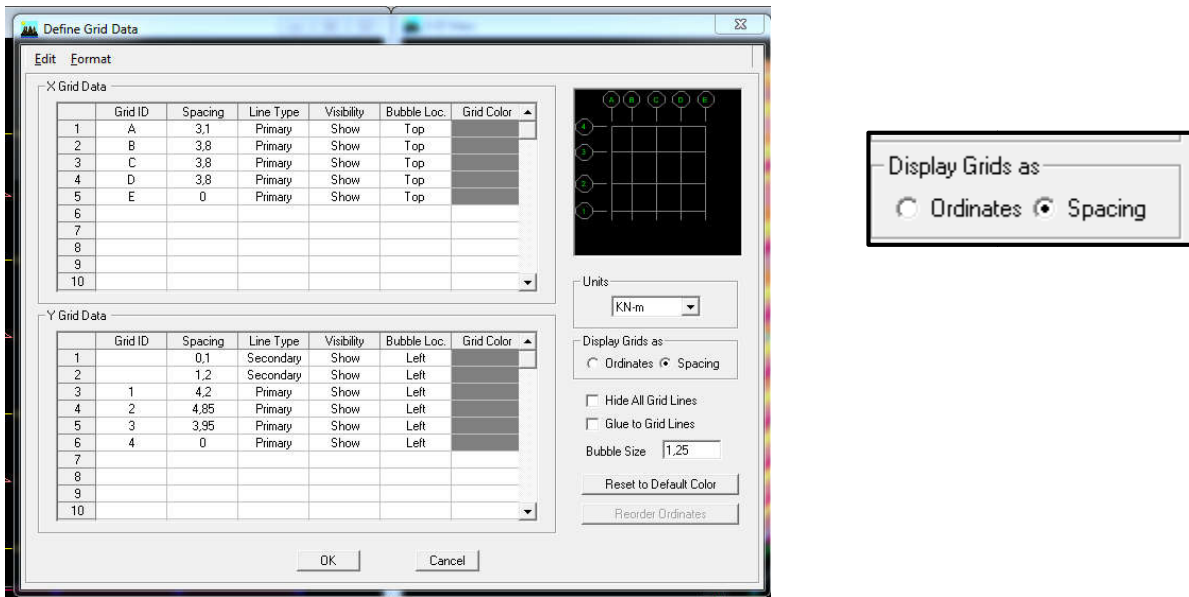 Define Grid Data
Edit Format
X Grid Data
Grid ID Spacing Line Type Visibility Bubble Loc. Grid Color
1 A 3,1 Primary Show Top
2 B 3,8 Primary Show Top
3 C 3,8 Primary Show Top
4 D 3,8 Primary Show Top
5 E 0 Primary Show Top
6
7
8
9
10
Y Grid Data
Grid ID Spacing Line Type Visibility Bubble Loc. Grid Color
1 0,1 Secondary Show Left
2 1,2 Secondary Show Left
3 1 4,2 Primary Show Left
4 2 4,85 Primary Show Left
5 3 3,95 Primary Show Left
6 4 0 Primary Show Left
7
8
9
10
OK Cancel
A B C D E
4
3
2
1
Units
KN-m
Display Grids as
Ordinates Spacing
Hide All Grid Lines
Glue to Grid Lines
Bubble Size 1,25
Reset to Default Color
Reorder Ordinates
Display Grids as
Ordinates Spacing